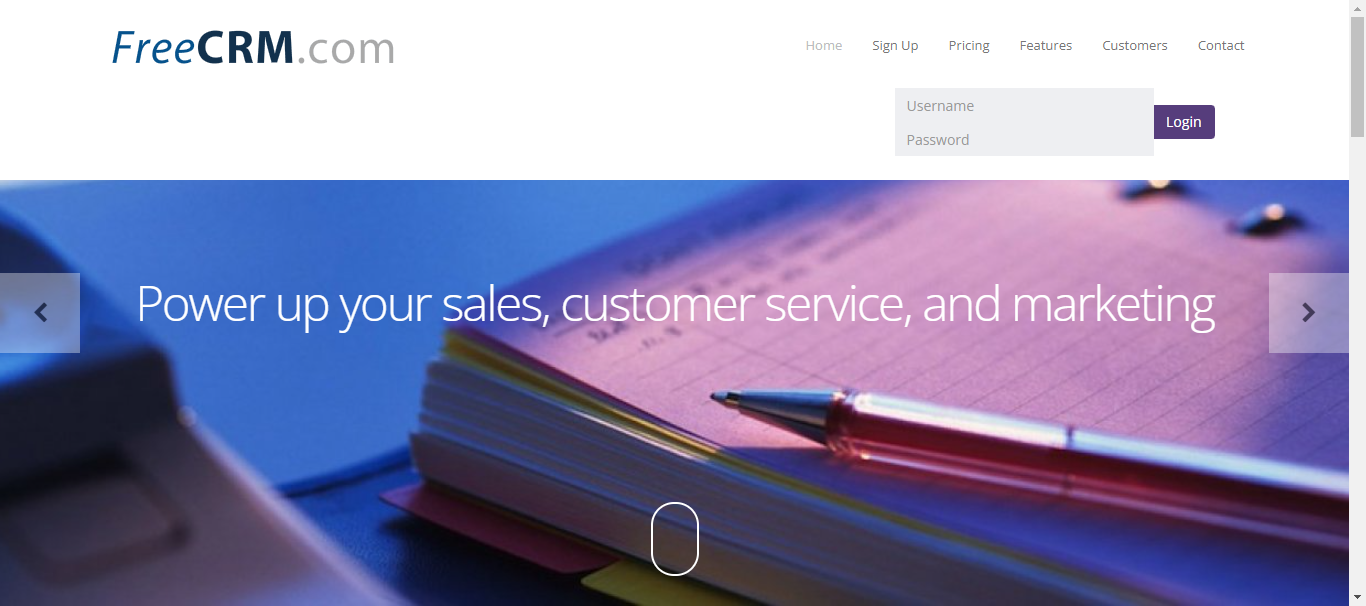 FreeCRM.com
Home Sign Up Pricing Features Customers Contact
Username
Password
Login
Power up your sales, customer service, and marketing